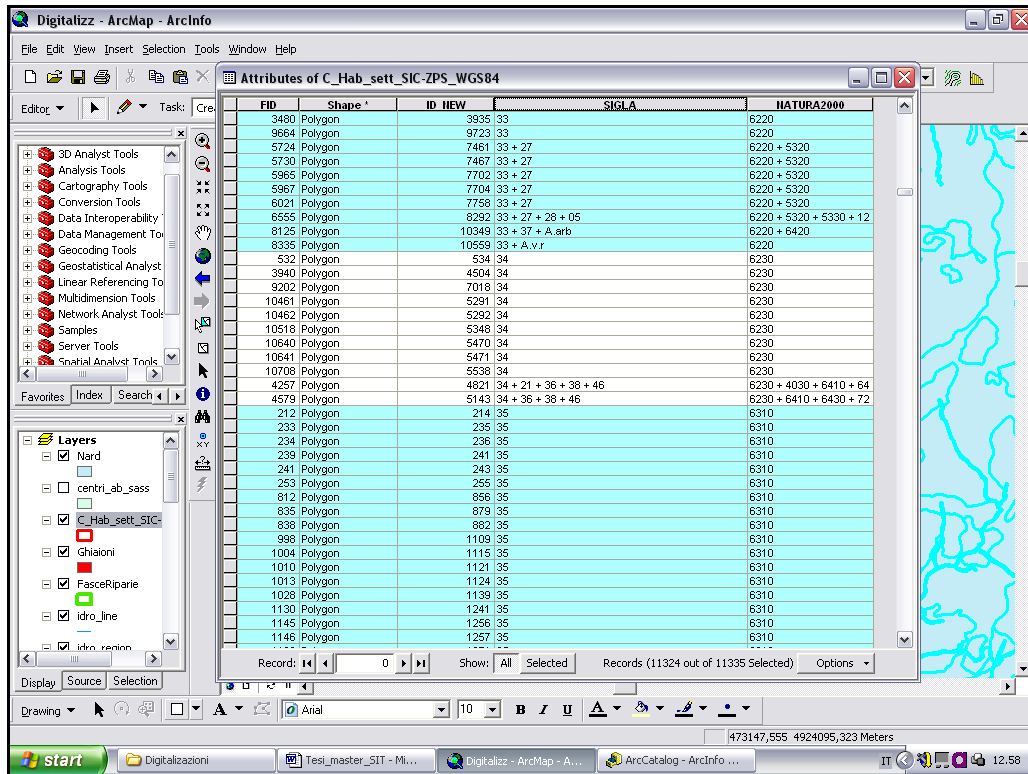 Digitalizz - ArcMap - ArcInfo
File Edit View Insert Selection Tools Window Help
Attributes of C_Hab_sett_SIC-ZPS_WGS84
Editor Task: Cre
3D Analyst Tools
Analysis Tools
Cartography Tools
Conversion Tools
Data Interoperability
Data Management To
Geocoding Tools
Geostatistical Analyst
Linear Referencing To
Multidimension Tools
Network Analyst Tools
Samples
Server Tools
Spatial Analyst Tools
Favorites Index Search
Layers
Nard
centri_ab_sass
C_Hab_sett_SIC-
Ghiaioni
FasceRiparie
idro_line
idro_region
Display Source Selection
FID Shape * ID_NEW SIGLA NATURA2000
3480 Polygon 3935 33 6220
9664 Polygon 9723 33 6220
5724 Polygon 7461 33 + 27 6220 + 5320
5730 Polygon 7467 33 + 27 6220 + 5320
5965 Polygon 7702 33 + 27 6220 + 5320
5967 Polygon 7704 33 + 27 6220 + 5320
6021 Polygon 7758 33 + 27 6220 + 5320
6555 Polygon 8292 33 + 27 + 28 + 05 6220 + 5320 + 5330 + 12
8125 Polygon 10349 33 + 37 + A.arb 6220 + 6420
8335 Polygon 10559 33 + A.v.r 6220
532 Polygon 534 34 6230
3940 Polygon 4504 34 6230
9202 Polygon 7018 34 6230
10461 Polygon 5291 34 6230
10462 Polygon 5292 34 6230
10518 Polygon 5348 34 6230
10640 Polygon 5470 34 6230
10641 Polygon 5471 34 6230
10708 Polygon 5538 34 6230
4257 Polygon 4821 34 + 21 + 36 + 38 + 46 6230 + 4030 + 6410 + 64
4579 Polygon 5143 34 + 36 + 38 + 46 6230 + 6410 + 6430 + 72
212 Polygon 214 35 6310
233 Polygon 235 35 6310
234 Polygon 236 35 6310
239 Polygon 241 35 6310
241 Polygon 243 35 6310
253 Polygon 255 35 6310
812 Polygon 856 35 6310
835 Polygon 879 35 6310
838 Polygon 882 35 6310
998 Polygon 1109 35 6310
1004 Polygon 1115 35 6310
1010 Polygon 1121 35 6310
1013 Polygon 1124 35 6310
1028 Polygon 1139 35 6310
1130 Polygon 1241 35 6310
1145 Polygon 1256 35 6310
1146 Polygon 1257 35 6310
Record: 0 Show: All Selected Records (11324 out of 11335 Selected) Options
Drawing A Arial 10 B I U A
473147,555 4924095,323 Meters
start Digitalizzazioni Tesi_master_SIT - Mi... Digitalizz - ArcMap - A... ArcCatalog - ArcInfo ... IT 12.58